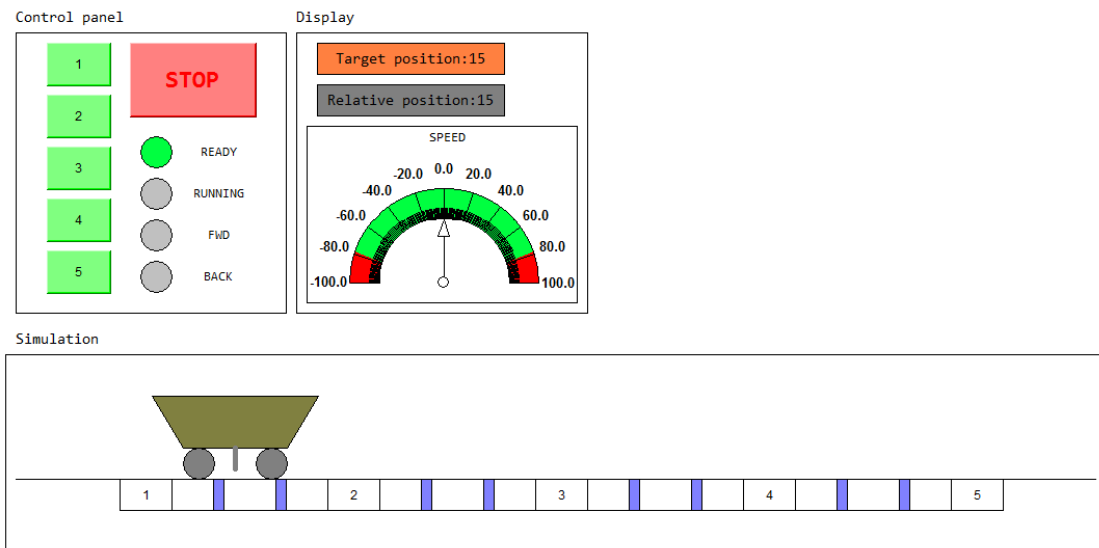 Control panel
1
2
3
4
5
STOP
READY
RUNNING
FWD
BACK
Display
Target position:15
Relative position:15
SPEED
-100.0
-80.0
-60.0
-40.0
-20.0
0.0
20.0
40.0
60.0
80.0
100.0
Simulation
1 2 3 4 5